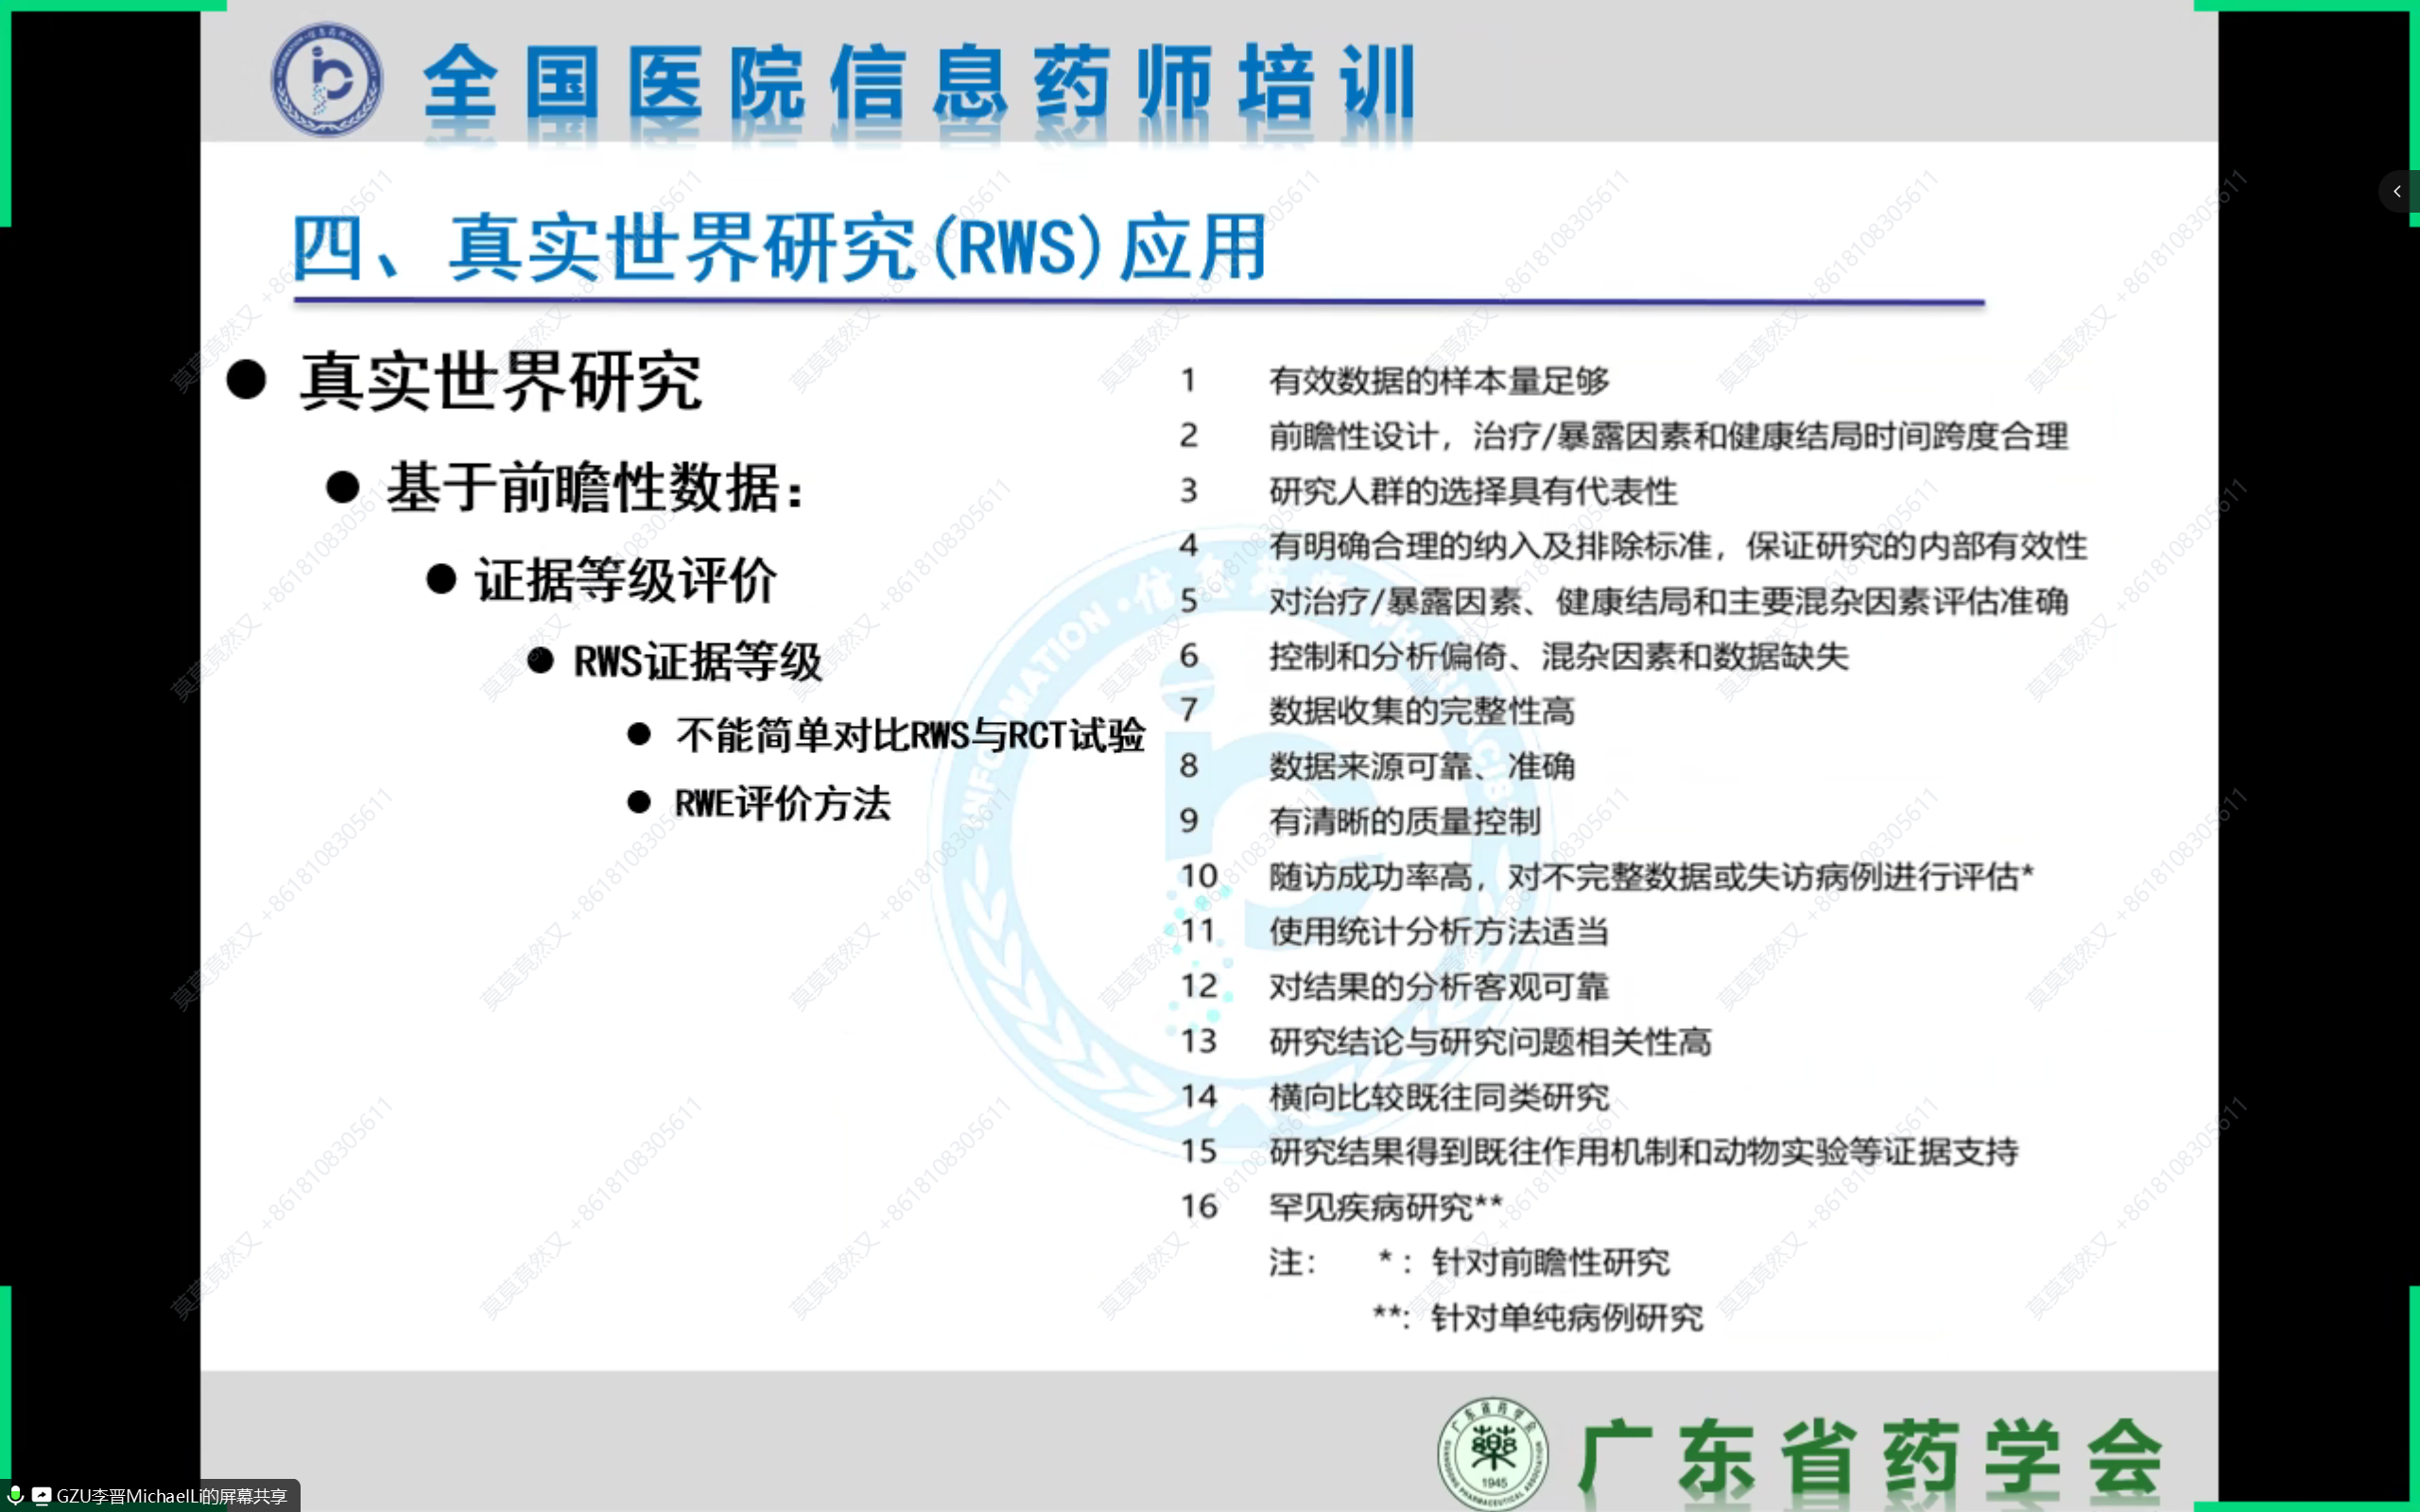 全国医院信息药师培训
四、真实世界研究(RWS)应用
● 真实世界研究
● 基于前瞻性数据：
● 证据等级评价
● RWS证据等级
● 不能简单对比RWS与RCT试验
● RWE评价方法
1 有效数据的样本量足够
2 前瞻性设计，治疗/暴露因素和健康结局时间跨度合理
3 研究人群的选择具有代表性
4 有明确合理的纳入及排除标准，保证研究的内部有效性
5 对治疗/暴露因素、健康结局和主要混杂因素评估准确
6 控制和分析偏倚、混杂因素和数据缺失
7 数据收集的完整性高
8 数据来源可靠、准确
9 有清晰的质量控制
10 随访成功率高，对不完整数据或失访病例进行评估*
11 使用统计分析方法适当
12 对结果的分析客观可靠
13 研究结论与研究问题相关性高
14 横向比较既往同类研究
15 研究结果得到既往作用机制和动物实验等证据支持
16 罕见疾病研究**
注： *：针对前瞻性研究
**：针对单纯病例研究
广东省药学会
1945
GZU李晋MichaelLi的屏幕共享
莫莫竟然又 +8618108305611